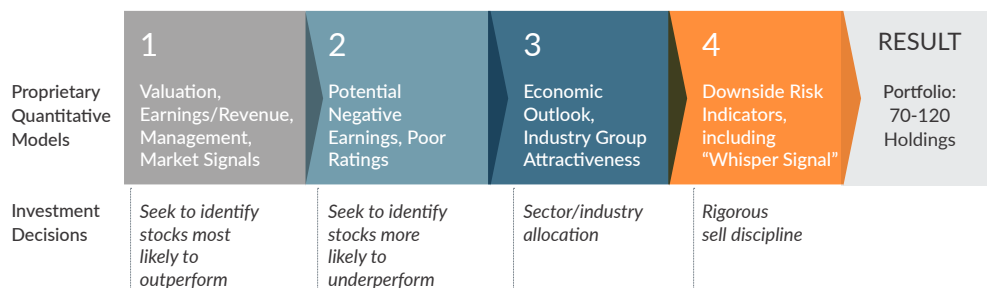 1
2
3
4
RESULT
Proprietary
Quantitative
Models
Valuation,
Earnings/Revenue,
Management,
Market Signals
Potential
Negative
Earnings, Poor
Ratings
Economic
Outlook,
Industry Group
Attractiveness
Downside Risk
Indicators,
including
“Whisper Signal”
Portfolio:
70-120
Holdings
Investment
Decisions
Seek to identify
stocks most
likely to
outperform
Seek to identify
stocks more
likely to
underperform
Sector/industry
allocation
Rigorous
sell discipline